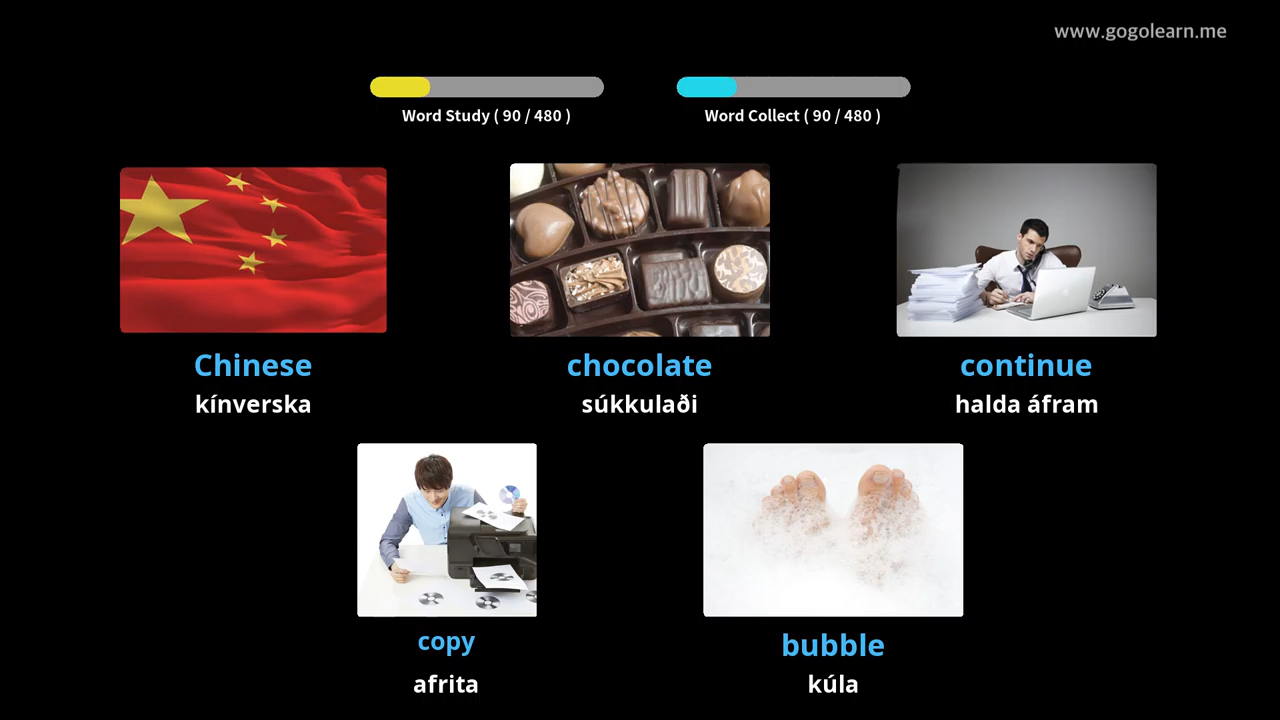 www.gogolearn.me
Word Study ( 90 / 480 )
Word Collect ( 90 / 480 )
Chinese
kínverska
chocolate
súkkulaði
continue
halda áfram
copy
afrita
bubble
kúla